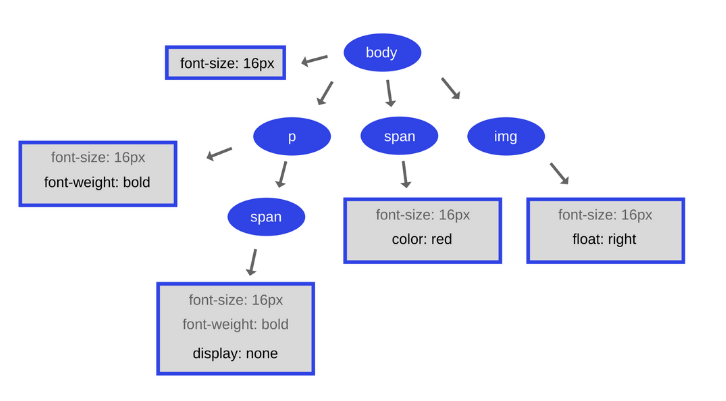 body
font-size: 16px
p
span
img
font-size: 16px
font-weight: bold
span
font-size: 16px
color: red
font-size: 16px
float: right
font-size: 16px
font-weight: bold
display: none